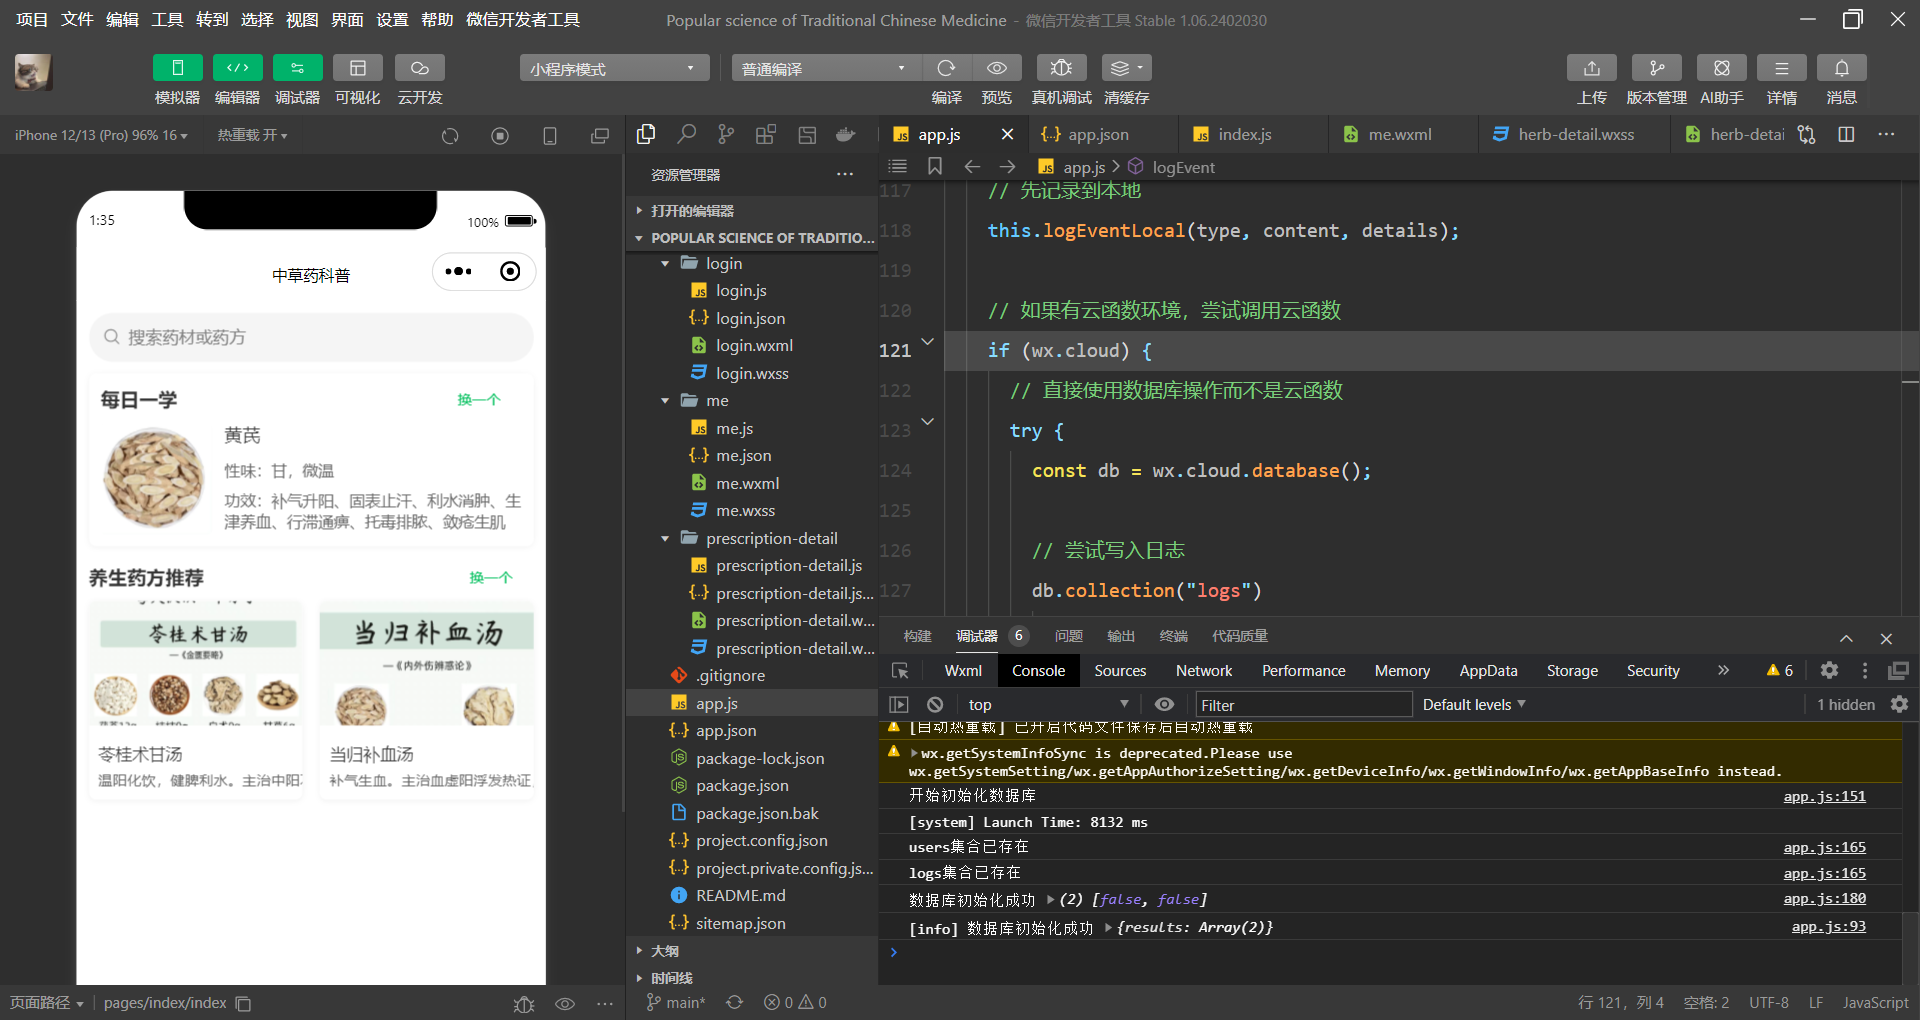 项目 文件 编辑 工具 转到 选择 视图 界面 设置 帮助 微信开发者工具
Popular science of Traditional Chinese Medicine - 微信开发者工具 Stable 1.06.2402030
小程序模式
普通编译
模拟器 编辑器 调试器 可视化 云开发
编译 预览 真机调试 清缓存
上传 版本管理 AI助手 详情 消息
iPhone 12/13 (Pro) 96% 16
热重载 开
1:35
100%
中草药科普
搜索药材或药方
每日一学
换一个
黄芪
性味：甘，微温
功效：补气升阳、固表止汗、利水消肿、生
津养血、行滞通痹、托毒排脓、敛疮生肌
养生药方推荐
换一个
苓桂术甘汤
—《金匮要略》
苓桂术甘汤
温阳化饮，健脾利水。主治中阳
当归补血汤
—《内外伤辨惑论》
当归补血汤
补气生血。主治血虚阳浮发热证
页面路径
pages/index/index
资源管理器
打开的编辑器
POPULAR SCIENCE OF TRADITIO...
login
login.js
login.json
login.wxml
login.wxss
me
me.js
me.json
me.wxml
me.wxss
prescription-detail
prescription-detail.js
prescription-detail.js...
prescription-detail.w...
prescription-detail.w...
.gitignore
app.js
app.json
package-lock.json
package.json
package.json.bak
project.config.json
project.private.config.js...
README.md
sitemap.json
大纲
时间线
main*
0 0
app.js
app.json
index.js
me.wxml
herb-detail.wxss
herb-detai
app.js > logEvent
117 // 先记录到本地
118 this.logEventLocal(type, content, details);
119
120 // 如果有云函数环境，尝试调用云函数
121 if (wx.cloud) {
122 // 直接使用数据库操作而不是云函数
123 try {
124 const db = wx.cloud.database();
125
126 // 尝试写入日志
127 db.collection("logs")
构建 调试器 6 问题 输出 终端 代码质量
Wxml Console Sources Network Performance Memory AppData Storage Security
6
top
Filter
Default levels
1 hidden
[自动热重载] 已开启代码文件保存后自动热重载
wx.getSystemInfoSync is deprecated.Please use
wx.getSystemSetting/wx.getAppAuthorizeSetting/wx.getDeviceInfo/wx.getWindowInfo/wx.getAppBaseInfo instead.
开始初始化数据库 app.js:151
[system] Launch Time: 8132 ms
users集合已存在 app.js:165
logs集合已存在 app.js:165
数据库初始化成功 (2) [false, false] app.js:180
[info] 数据库初始化成功 {results: Array(2)} app.js:93
行 121，列 4 空格: 2 UTF-8 LF JavaScript